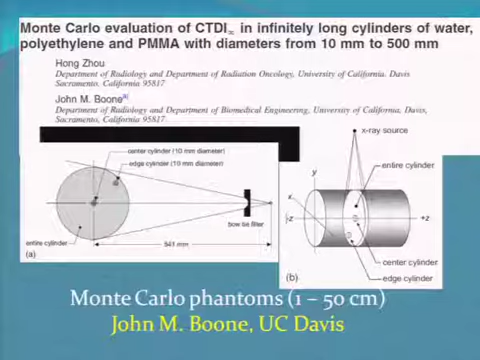 Monte Carlo evaluation of CTDI∞ in infinitely long cylinders of water,
polyethylene and PMMA with diameters from 10 mm to 500 mm
Hong Zhou
Department of Radiology and Department of Radiation Oncology, University of California. Davis
Sacramento, California 95817
John M. Boone a)
Department of Radiology and Department of Biomedical Engineering, University of California, Davis,
Sacramento, California 95817
center cylinder (10 mm diameter)
edge cylinder (10 mm diameter)
bow tie filter
entire cylinder
541 mm
(a)
x-ray source
entire cylinder
y
x
-z
+z
center cylinder
edge cylinder
(b)
Monte Carlo phantoms (1 – 50 cm)
John M. Boone, UC Davis